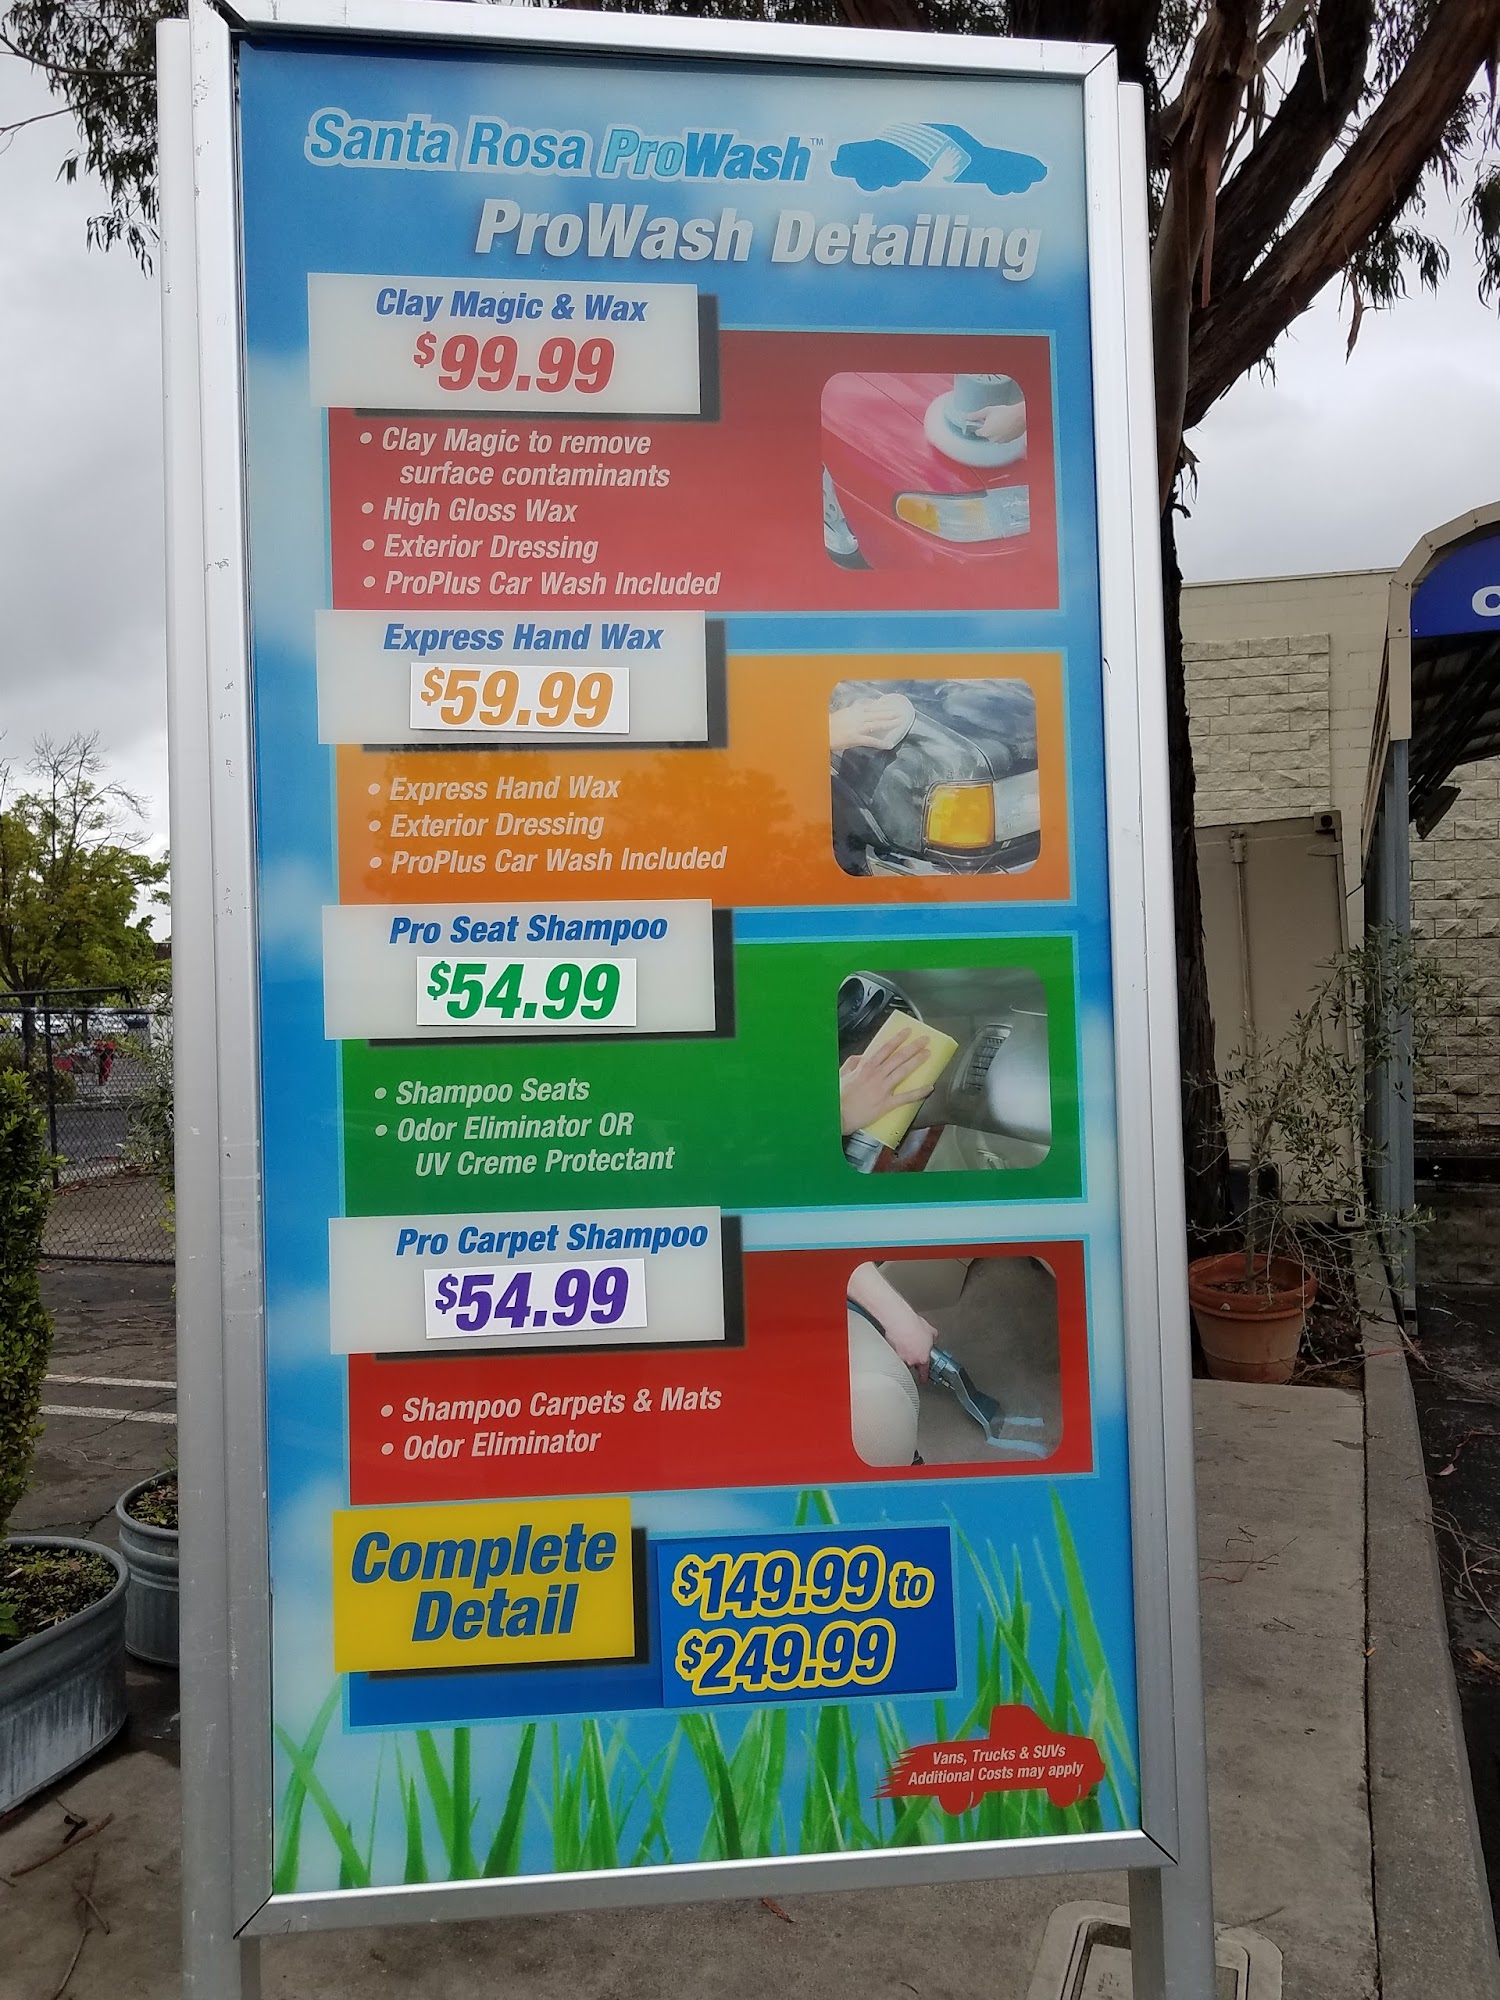 Santa Rosa ProWash™
ProWash Detailing
Clay Magic & Wax
$99.99
• Clay Magic to remove
surface contaminants
• High Gloss Wax
• Exterior Dressing
• ProPlus Car Wash Included
Express Hand Wax
$59.99
• Express Hand Wax
• Exterior Dressing
• ProPlus Car Wash Included
Pro Seat Shampoo
$54.99
• Shampoo Seats
• Odor Eliminator OR
UV Creme Protectant
Pro Carpet Shampoo
$54.99
• Shampoo Carpets & Mats
• Odor Eliminator
Complete
Detail
$149.99 to
$249.99
Vans, Trucks & SUVs
Additional Costs may apply